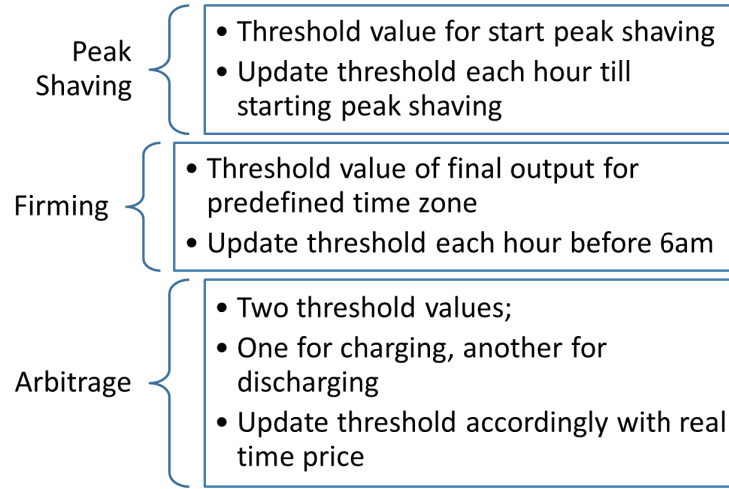 Peak
Shaving
• Threshold value for start peak shaving
• Update threshold each hour till
starting peak shaving
Firming
• Threshold value of final output for
predefined time zone
• Update threshold each hour before 6am
Arbitrage
• Two threshold values;
• One for charging, another for
discharging
• Update threshold accordingly with real
time price